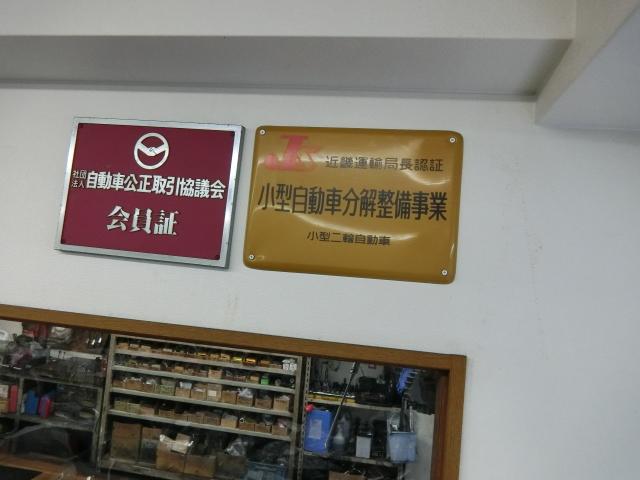 社団
法人 自動車公正取引協議会
会員証
近畿運輸局長認証
小型自動車分解整備事業
小型二輪自動車